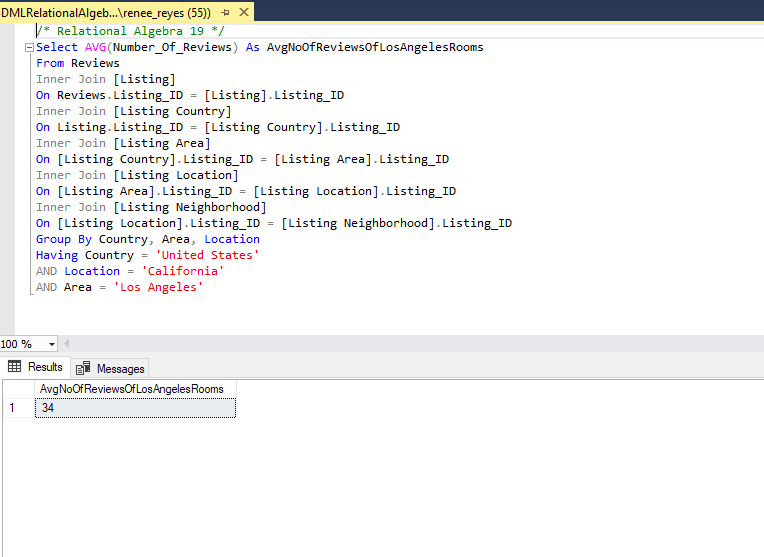 DMLRelationalAlgeb...\renee_reyes (55))
/* Relational Algebra 19 */
Select AVG(Number_Of_Reviews) As AvgNoOfReviewsOfLosAngelesRooms
From Reviews
Inner Join [Listing]
On Reviews.Listing_ID = [Listing].Listing_ID
Inner Join [Listing Country]
On Listing.Listing_ID = [Listing Country].Listing_ID
Inner Join [Listing Area]
On [Listing Country].Listing_ID = [Listing Area].Listing_ID
Inner Join [Listing Location]
On [Listing Area].Listing_ID = [Listing Location].Listing_ID
Inner Join [Listing Neighborhood]
On [Listing Location].Listing_ID = [Listing Neighborhood].Listing_ID
Group By Country, Area, Location
Having Country = 'United States'
AND Location = 'California'
AND Area = 'Los Angeles'
100 %
Results Messages
AvgNoOfReviewsOfLosAngelesRooms
1 34